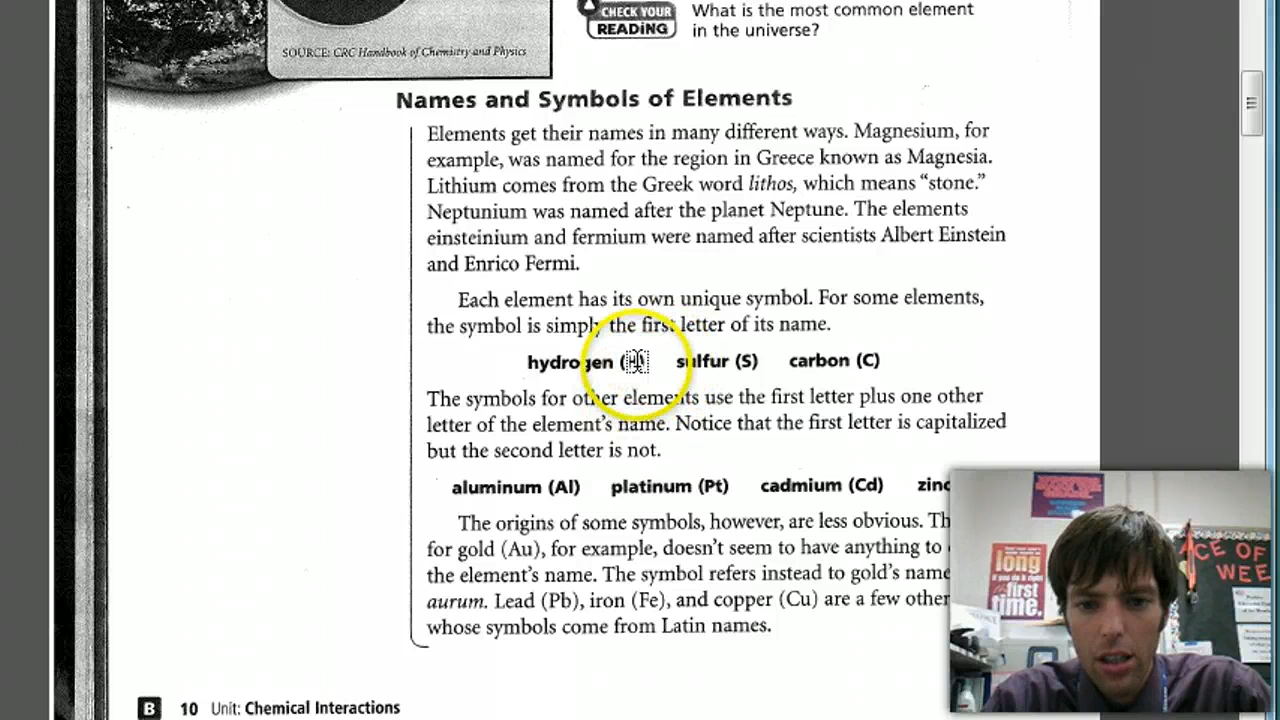 CHECK YOUR
READING
What is the most common element
in the universe?
SOURCE: CRC Handbook of Chemistry and Physics
Names and Symbols of Elements
Elements get their names in many different ways. Magnesium, for
example, was named for the region in Greece known as Magnesia.
Lithium comes from the Greek word lithos, which means “stone.”
Neptunium was named after the planet Neptune. The elements
einsteinium and fermium were named after scientists Albert Einstein
and Enrico Fermi.
Each element has its own unique symbol. For some elements,
the symbol is simply the first letter of its name.
hydrogen (H) sulfur (S) carbon (C)
The symbols for other elements use the first letter plus one other
letter of the element’s name. Notice that the first letter is capitalized
but the second letter is not.
aluminum (Al) platinum (Pt) cadmium (Cd) zinc
The origins of some symbols, however, are less obvious. Th
for gold (Au), for example, doesn’t seem to have anything to
the element’s name. The symbol refers instead to gold’s name
aurum. Lead (Pb), iron (Fe), and copper (Cu) are a few other
whose symbols come from Latin names.
B 10 Unit: Chemical Interactions
long
first
time.
ACE OF
WEE